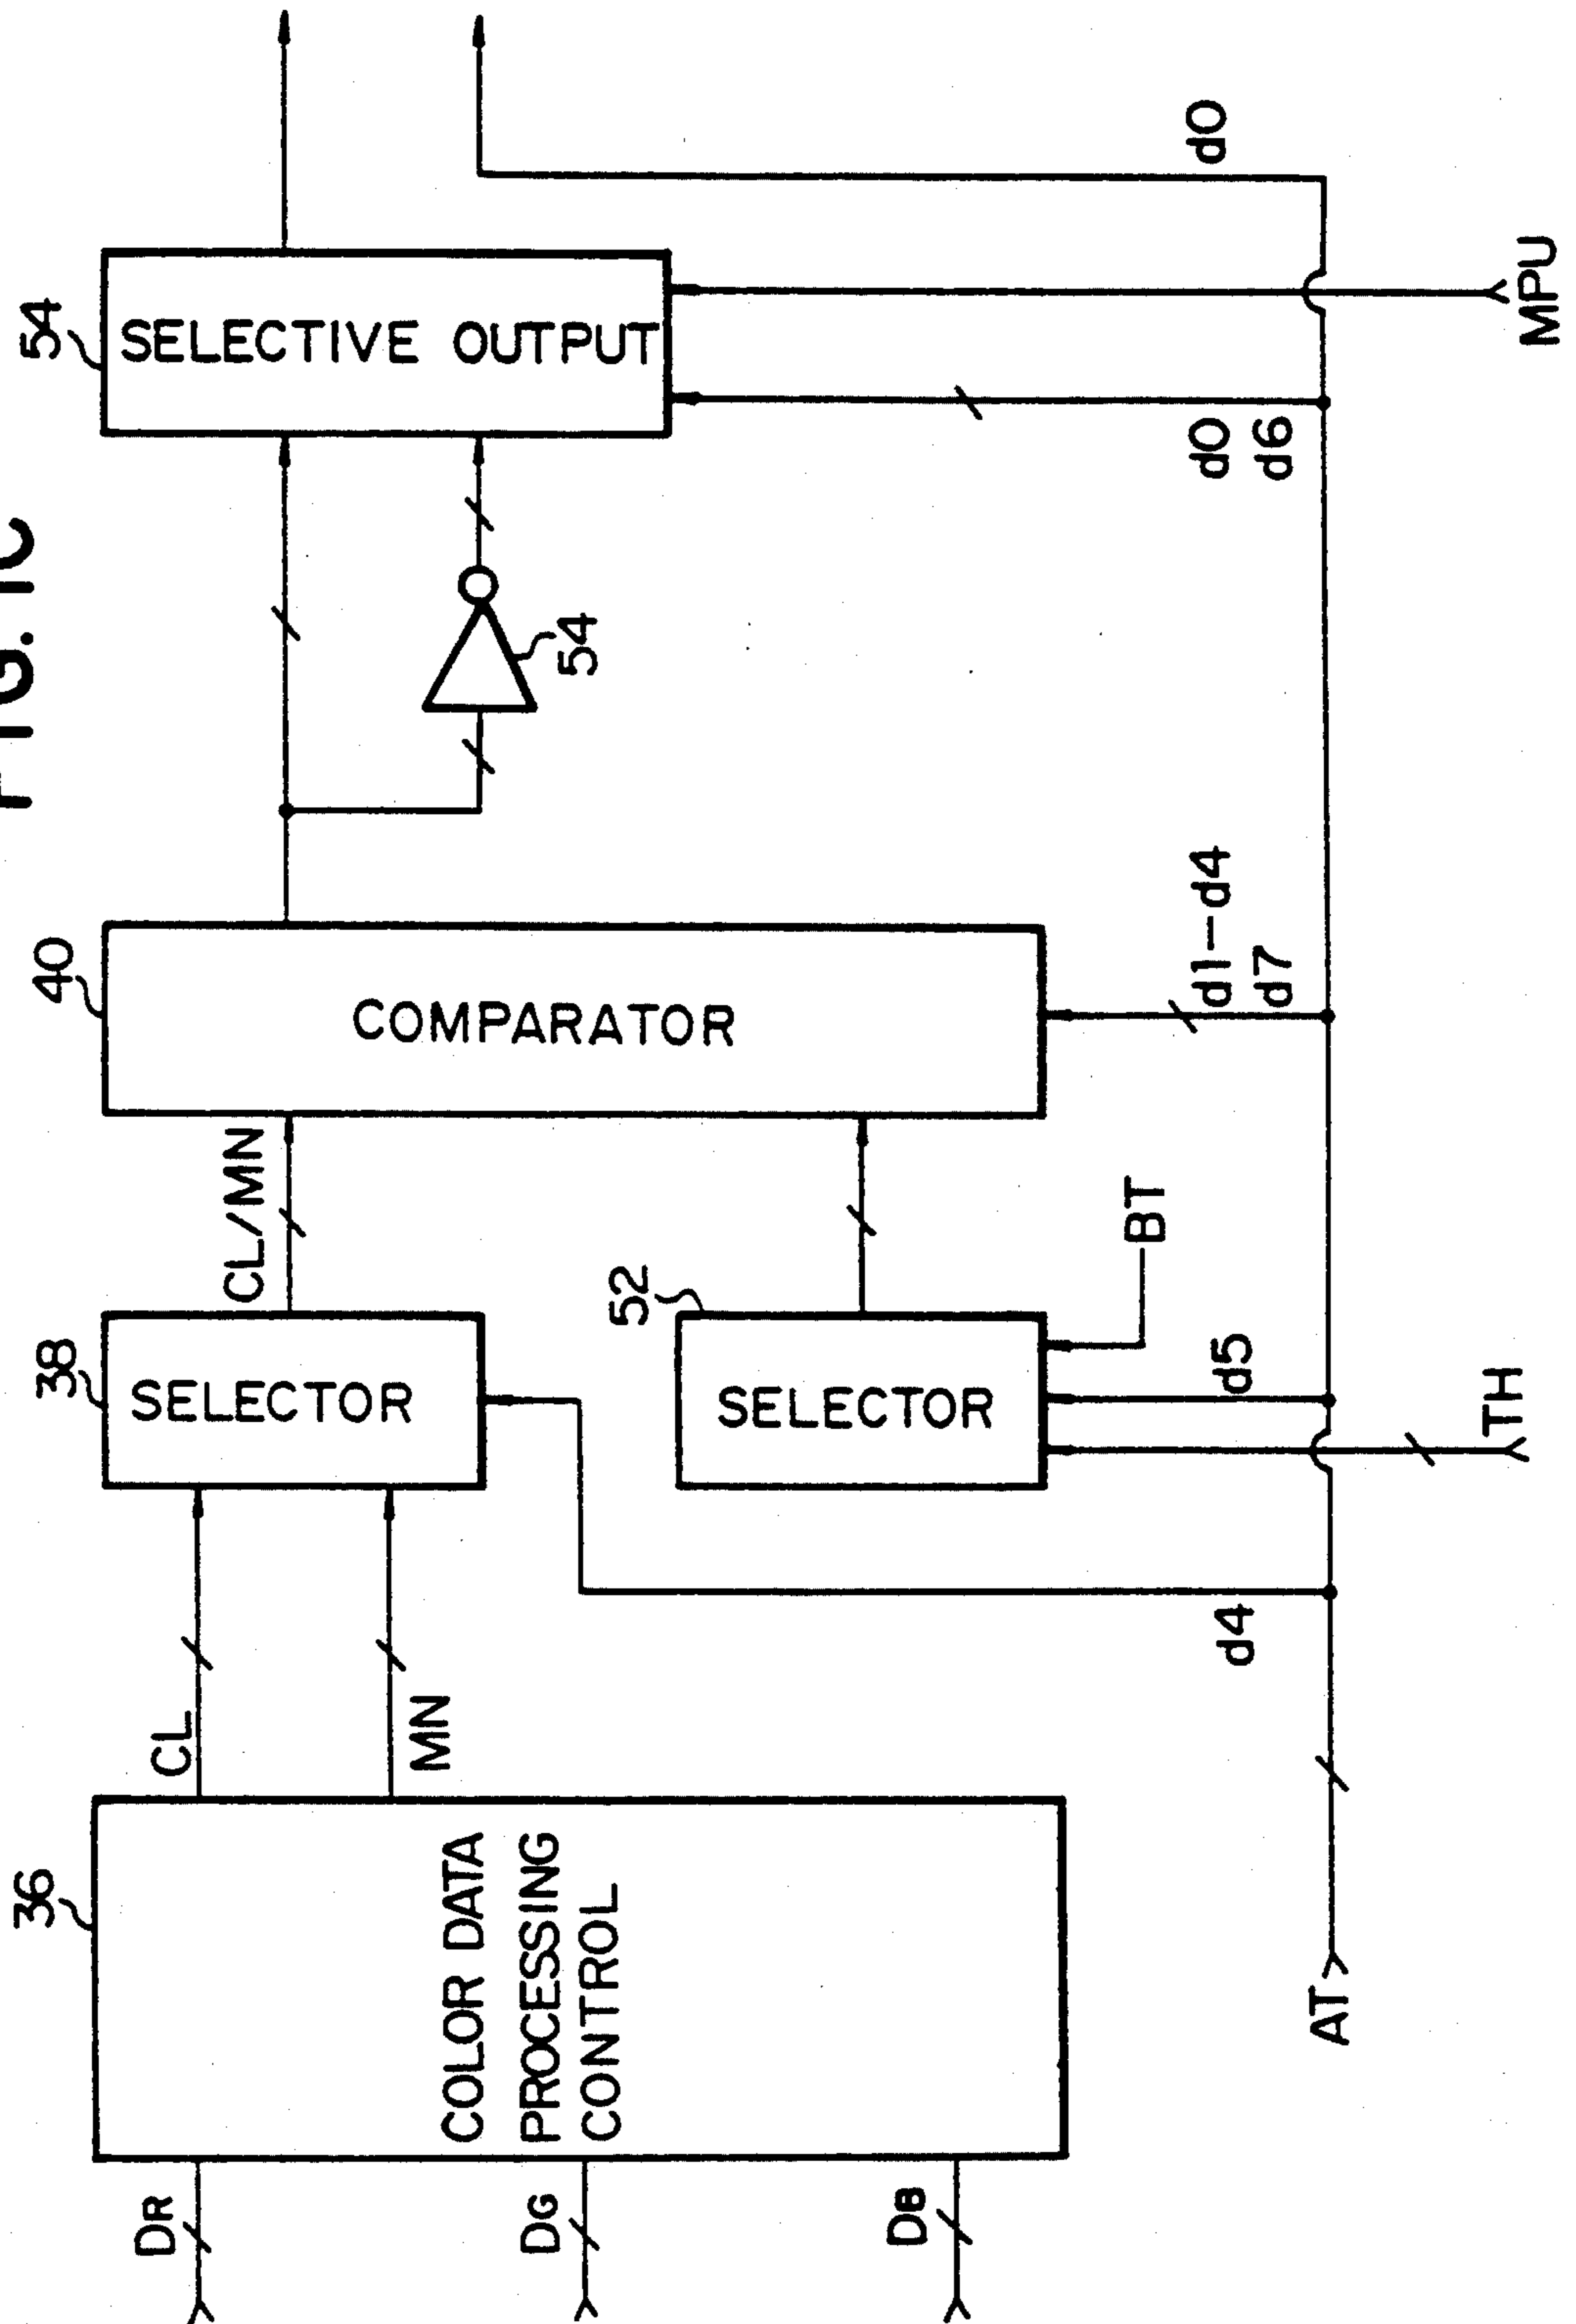 FIG. 1C
36
COLOR DATA
PROCESSING
CONTROL
DR
DG
DB
CL
MN
38
SELECTOR
CL/MN
52
SELECTOR
BT
40
COMPARATOR
54
54
SELECTIVE OUTPUT
AT
d4
TH
d5
d1-d4
d7
d0
d6
MPU
d0